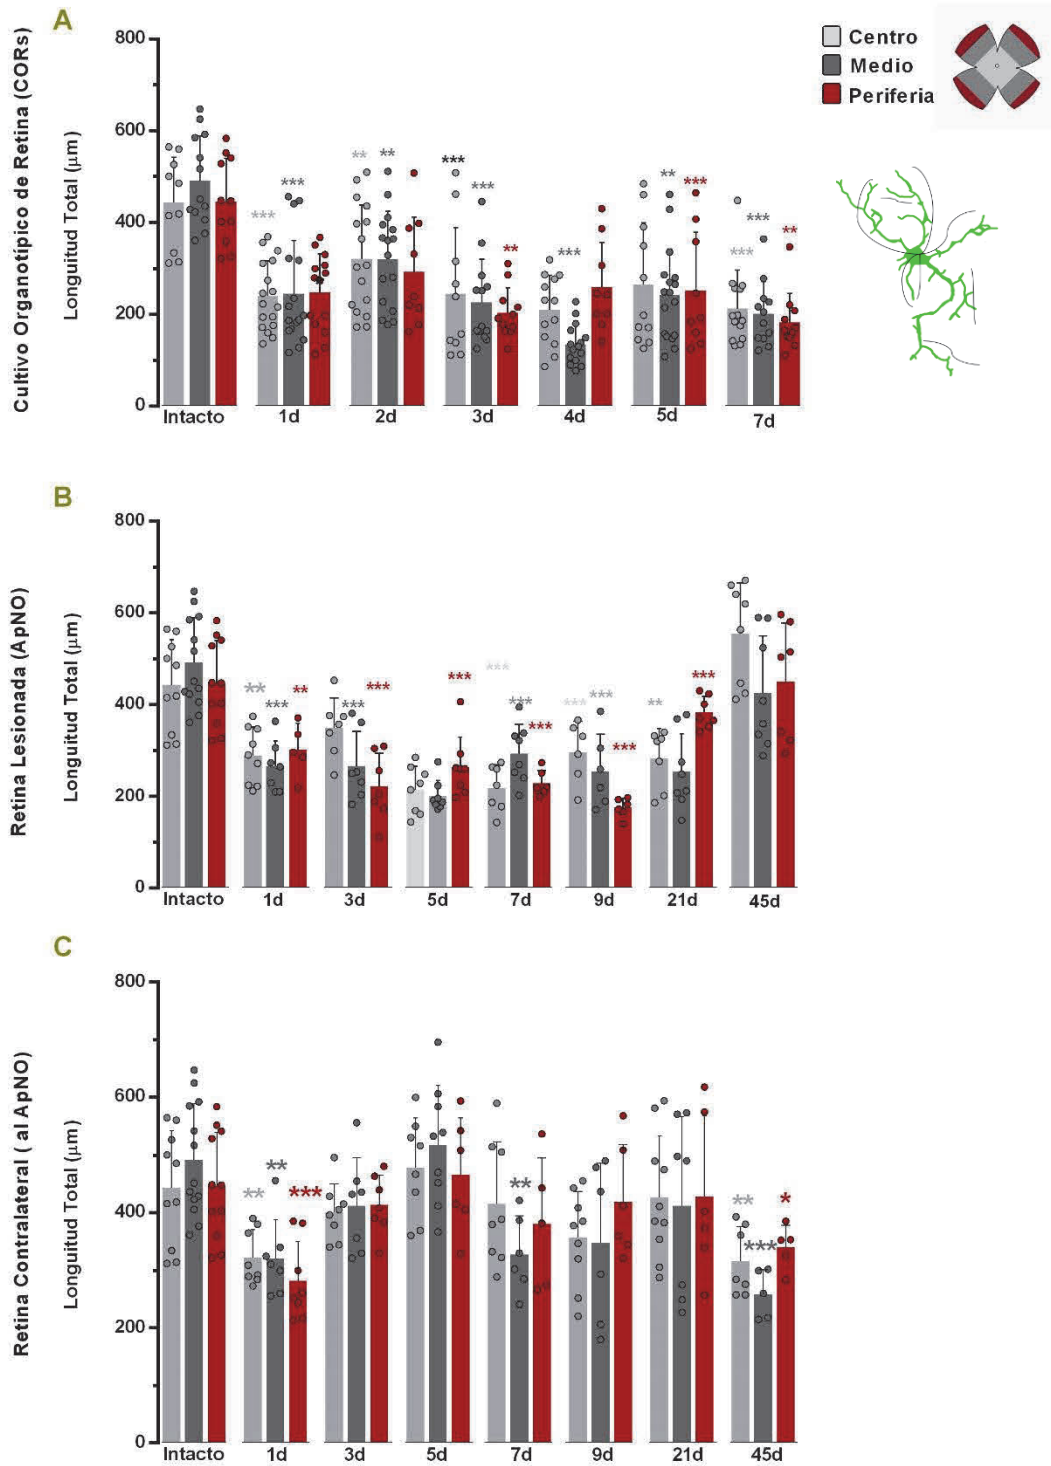 A
Cultivo Organotípico de Retina (CORs)
Longuitud Total (µm)
800
600
400
200
0
Centro
Medio
Periferia
***
***
**
**
***
***
**
***
**
***
***
***
**
Intacto
1d
2d
3d
4d
5d
7d
B
Retina Lesionada (ApNO)
Longuitud Total (µm)
800
600
400
200
0
**
***
**
***
***
***
***
***
***
***
***
***
**
***
Intacto
1d
3d
5d
7d
9d
21d
45d
C
Retina Contralateral ( al ApNO)
Longuitud Total (µm)
800
600
400
200
0
**
**
***
**
**
***
*
Intacto
1d
3d
5d
7d
9d
21d
45d